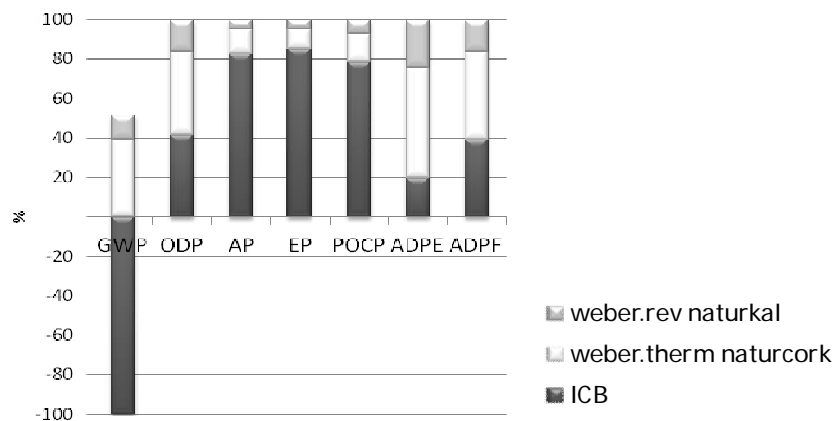 100
80
60
40
20
%
GWP ODP AP EP POCP ADPE ADPF
-20
-40
-60
-80
-100
weber.rev naturkal
weber.therm naturcork
ICB